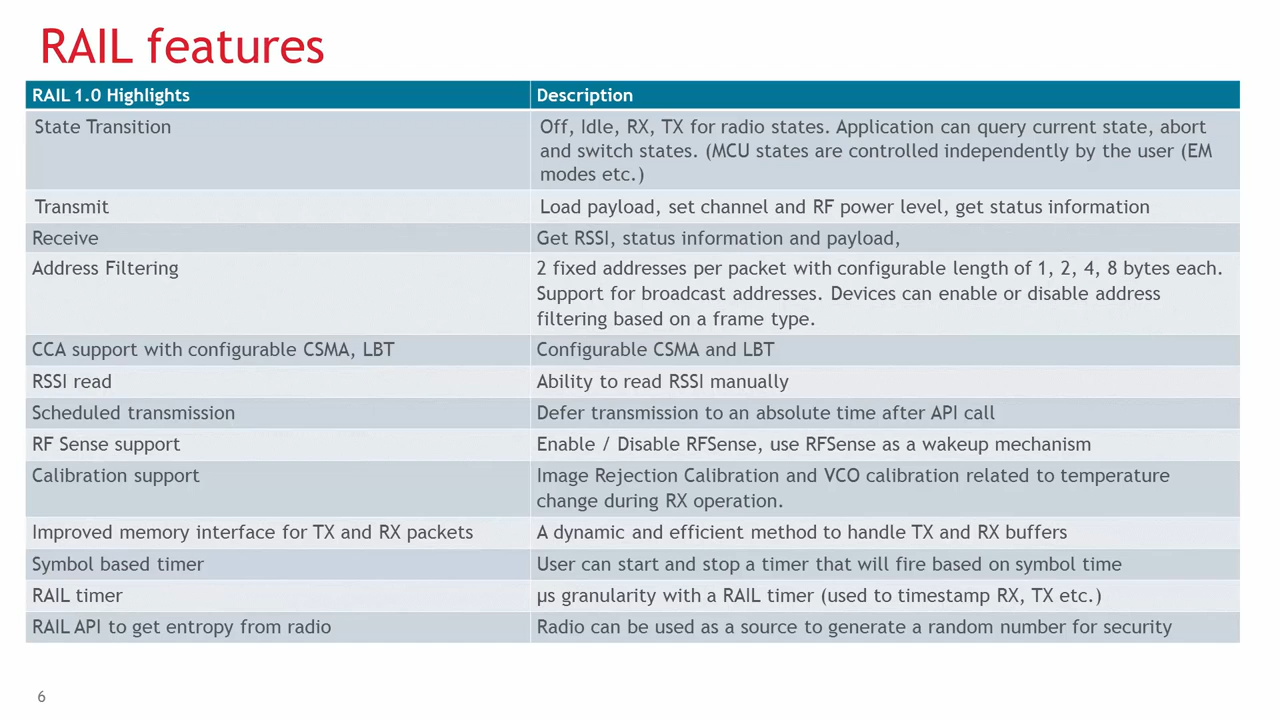 RAIL features
RAIL 1.0 Highlights
Description
State Transition
Off, Idle, RX, TX for radio states. Application can query current state, abort
and switch states. (MCU states are controlled independently by the user (EM
modes etc.)
Transmit
Load payload, set channel and RF power level, get status information
Receive
Get RSSI, status information and payload,
Address Filtering
2 fixed addresses per packet with configurable length of 1, 2, 4, 8 bytes each.
Support for broadcast addresses. Devices can enable or disable address
filtering based on a frame type.
CCA support with configurable CSMA, LBT
Configurable CSMA and LBT
RSSI read
Ability to read RSSI manually
Scheduled transmission
Defer transmission to an absolute time after API call
RF Sense support
Enable / Disable RFSense, use RFSense as a wakeup mechanism
Calibration support
Image Rejection Calibration and VCO calibration related to temperature
change during RX operation.
Improved memory interface for TX and RX packets
A dynamic and efficient method to handle TX and RX buffers
Symbol based timer
User can start and stop a timer that will fire based on symbol time
RAIL timer
µs granularity with a RAIL timer (used to timestamp RX, TX etc.)
RAIL API to get entropy from radio
Radio can be used as a source to generate a random number for security
6